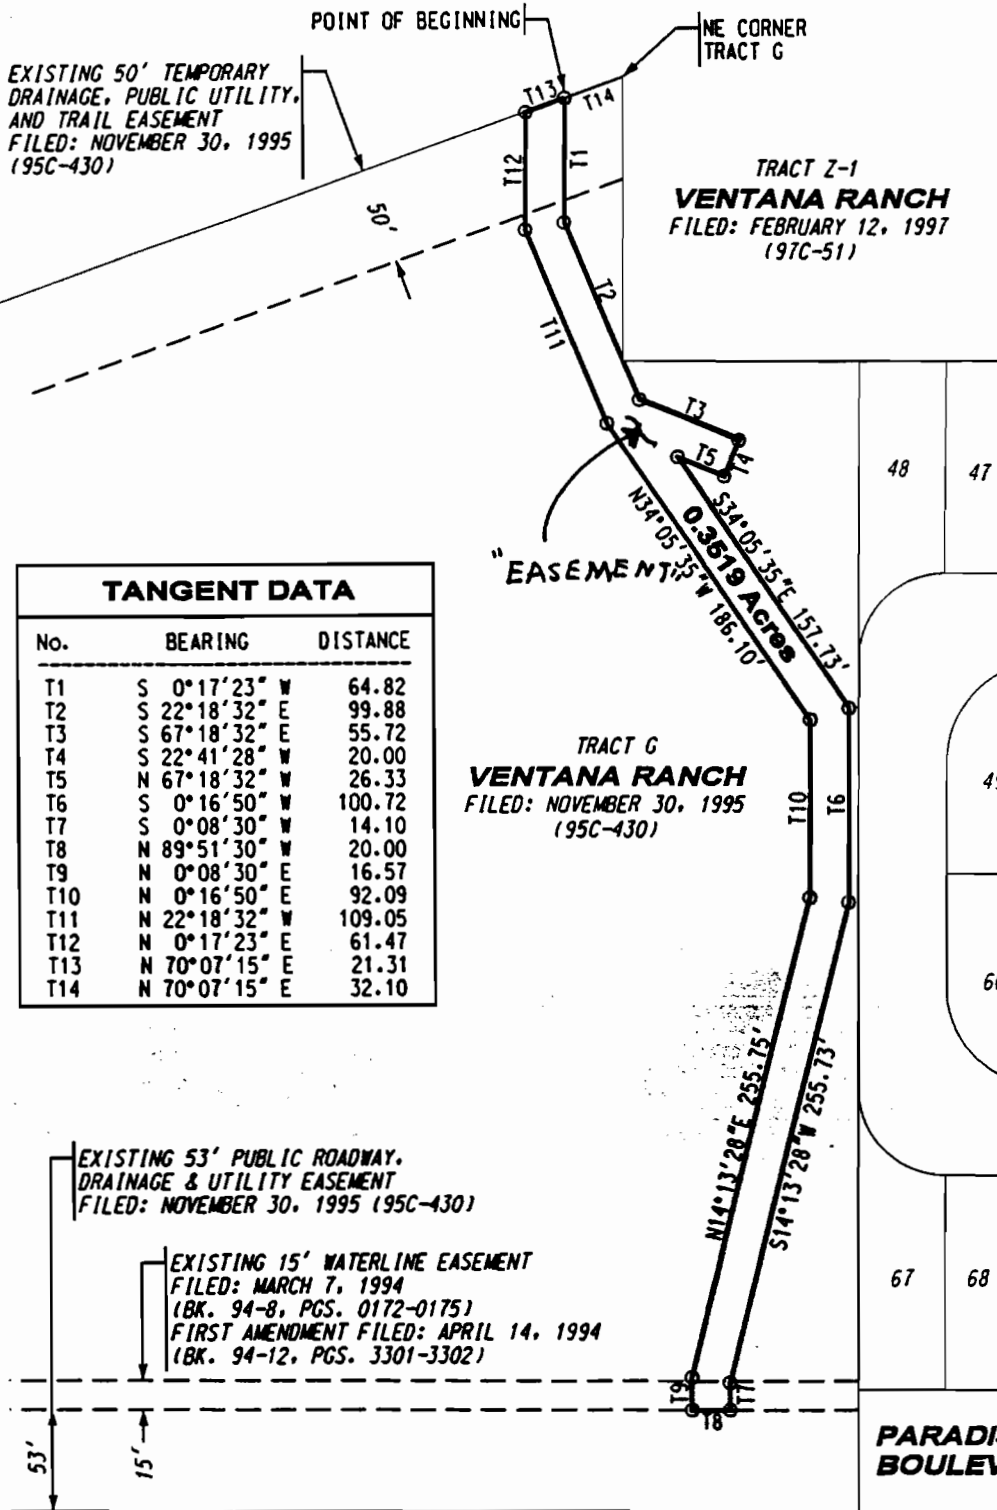 POINT OF BEGINNING
NE CORNER
TRACT G
EXISTING 50' TEMPORARY
DRAINAGE, PUBLIC UTILITY,
AND TRAIL EASEMENT
FILED: NOVEMBER 30, 1995
(95C-430)
T13
T14
T12
T1
50'
TRACT Z-1
VENTANA RANCH
FILED: FEBRUARY 12, 1997
(97C-51)
T2
T11
T3
T5
T4
48
47
"EASEMENT"
N34°05'35"W 186.10'
0.3519 Acres
S34°05'35"E 157.73'
TANGENT DATA
No. BEARING DISTANCE
T1 S 0°17'23" W 64.82
T2 S 22°18'32" E 99.88
T3 S 67°18'32" E 55.72
T4 S 22°41'28" W 20.00
T5 N 67°18'32" W 26.33
T6 S 0°16'50" W 100.72
T7 S 0°08'30" W 14.10
T8 N 89°51'30" W 20.00
T9 N 0°08'30" E 16.57
T10 N 0°16'50" E 92.09
T11 N 22°18'32" W 109.05
T12 N 0°17'23" E 61.47
T13 N 70°07'15" E 21.31
T14 N 70°07'15" E 32.10
TRACT G
VENTANA RANCH
FILED: NOVEMBER 30, 1995
(95C-430)
T10
T6
N14°13'28"E 255.75'
S14°13'28"W 255.73'
EXISTING 53' PUBLIC ROADWAY,
DRAINAGE & UTILITY EASEMENT
FILED: NOVEMBER 30, 1995 (95C-430)
EXISTING 15' WATERLINE EASEMENT
FILED: MARCH 7, 1994
(BK. 94-8, PGS. 0172-0175)
FIRST AMENDMENT FILED: APRIL 14, 1994
(BK. 94-12, PGS. 3301-3302)
67
68
T9
T7
T8
53'
15'
PARADI
BOULEV